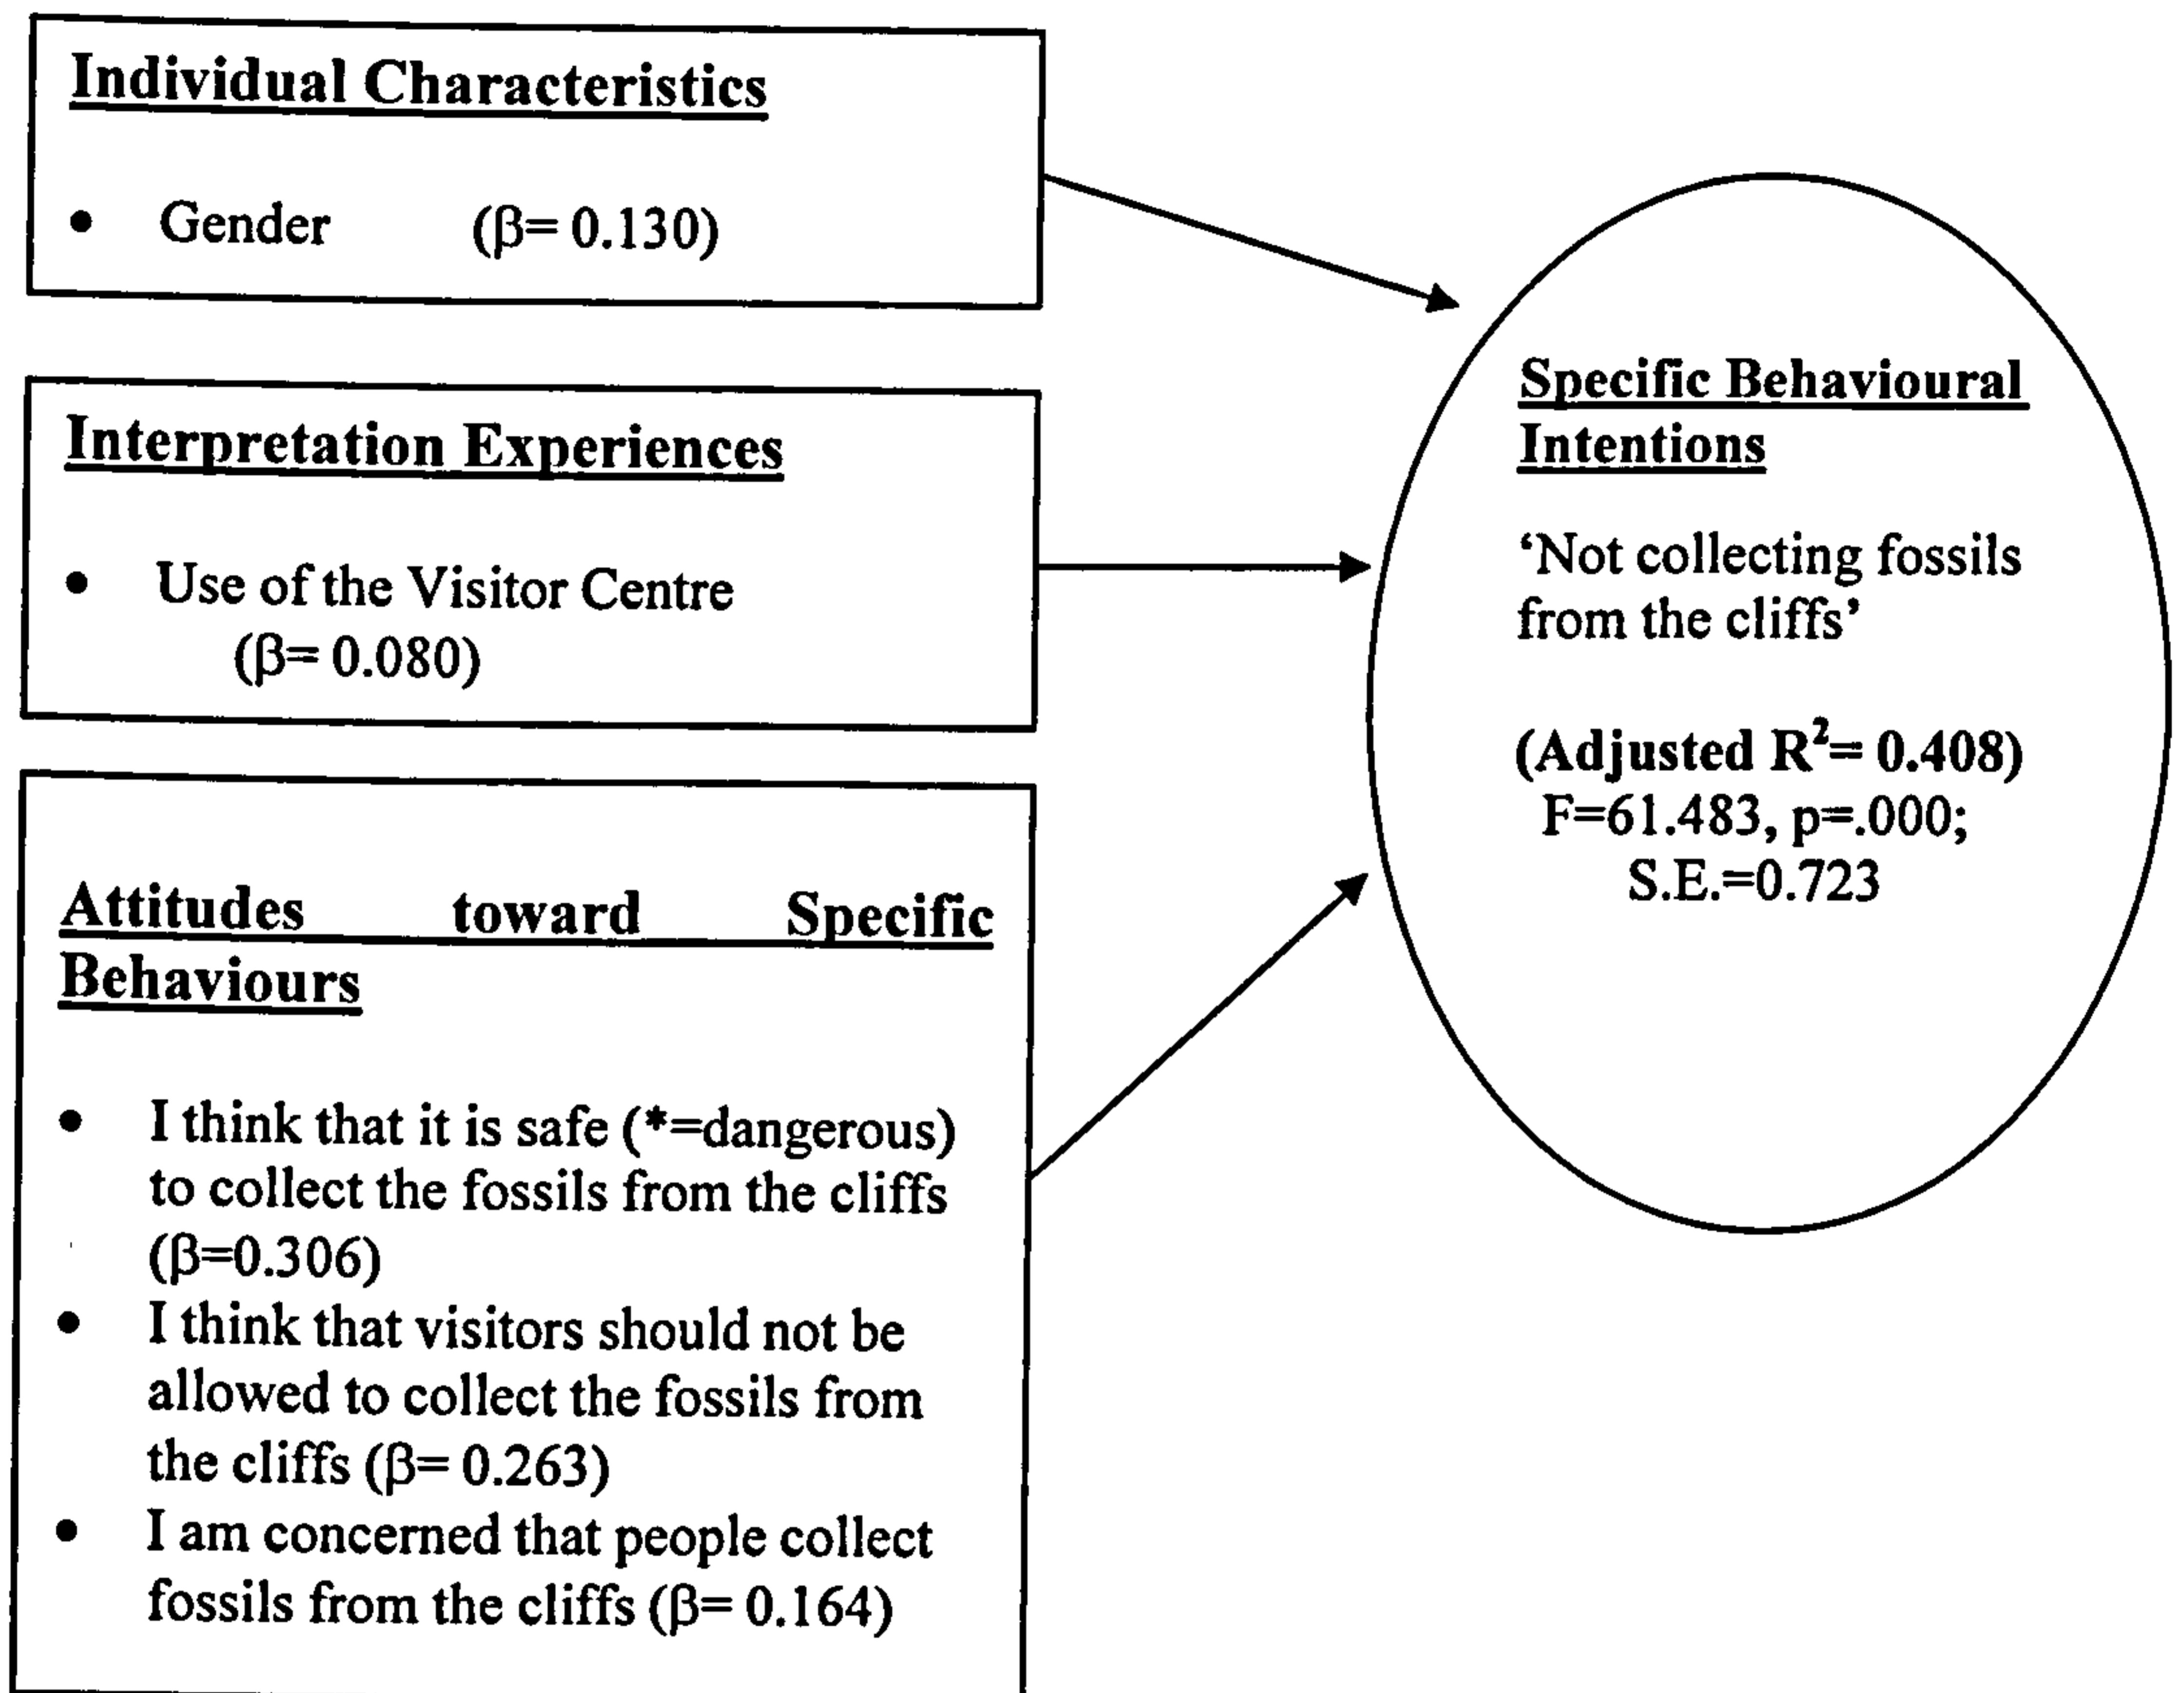 Individual Characteristics
• Gender (β= 0.130)
Interpretation Experiences
• Use of the Visitor Centre
(β= 0.080)
Attitudes toward Specific
Behaviours
• I think that it is safe (*=dangerous)
to collect the fossils from the cliffs
(β=0.306)
• I think that visitors should not be
allowed to collect the fossils from
the cliffs (β= 0.263)
• I am concerned that people collect
fossils from the cliffs (β= 0.164)
Specific Behavioural
Intentions
‘Not collecting fossils
from the cliffs’
(Adjusted R²= 0.408)
F=61.483, p=.000;
S.E.=0.723